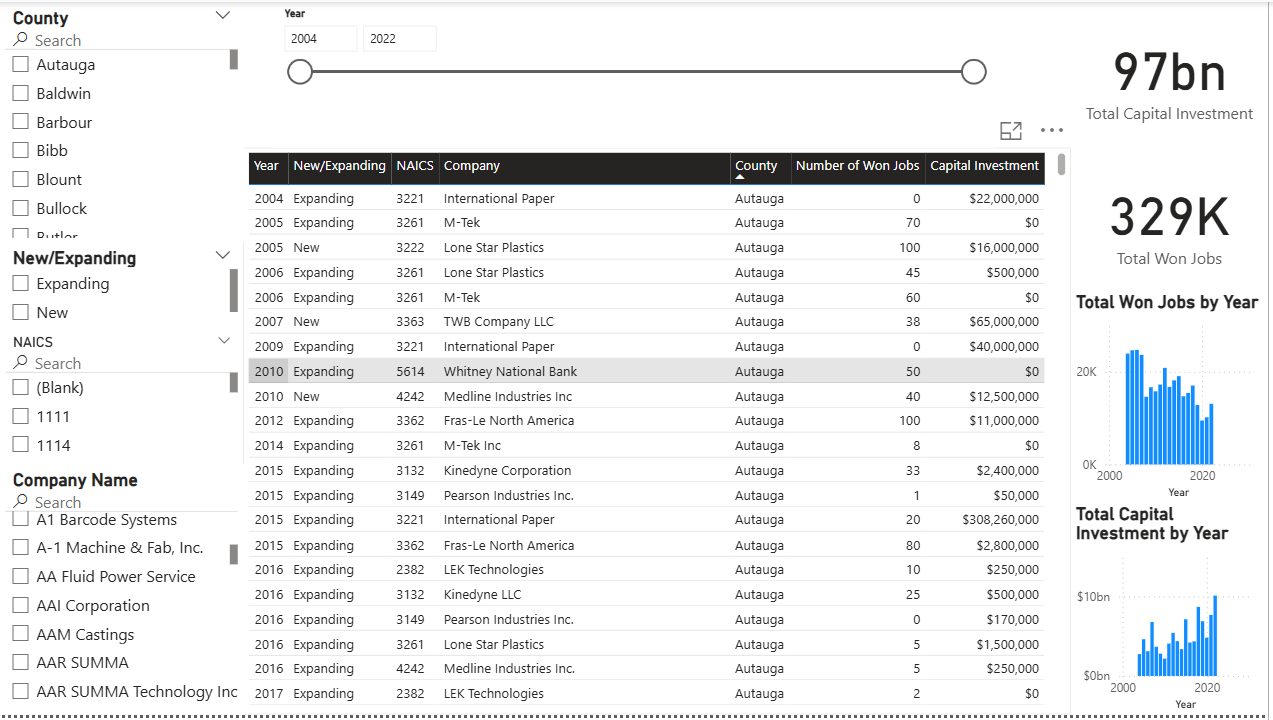 County
Search
Autauga
Baldwin
Barbour
Bibb
Blount
Bullock
Butler
New/Expanding
Expanding
New
NAICS
Search
(Blank)
1111
1114
Company Name
Search
A1 Barcode Systems
A-1 Machine & Fab, Inc.
AA Fluid Power Service
AAI Corporation
AAM Castings
AAR SUMMA
AAR SUMMA Technology Inc
Year
2004 2022
Year New/Expanding NAICS Company County Number of Won Jobs Capital Investment
2004 Expanding 3221 International Paper Autauga 0 $22,000,000
2005 Expanding 3261 M-Tek Autauga 70 $0
2005 New 3222 Lone Star Plastics Autauga 100 $16,000,000
2006 Expanding 3261 Lone Star Plastics Autauga 45 $500,000
2006 Expanding 3261 M-Tek Autauga 60 $0
2007 New 3363 TWB Company LLC Autauga 38 $65,000,000
2009 Expanding 3221 International Paper Autauga 0 $40,000,000
2010 Expanding 5614 Whitney National Bank Autauga 50 $0
2010 New 4242 Medline Industries Inc Autauga 40 $12,500,000
2012 Expanding 3362 Fras-Le North America Autauga 100 $11,000,000
2014 Expanding 3261 M-Tek Inc Autauga 8 $0
2015 Expanding 3132 Kinedyne Corporation Autauga 33 $2,400,000
2015 Expanding 3149 Pearson Industries Inc. Autauga 1 $50,000
2015 Expanding 3221 International Paper Autauga 20 $308,260,000
2015 Expanding 3362 Fras-Le North America Autauga 80 $2,800,000
2016 Expanding 2382 LEK Technologies Autauga 10 $250,000
2016 Expanding 3132 Kinedyne LLC Autauga 25 $500,000
2016 Expanding 3149 Pearson Industries Inc. Autauga 0 $170,000
2016 Expanding 3261 Lone Star Plastics Autauga 5 $1,500,000
2016 Expanding 4242 Medline Industries Inc. Autauga 5 $250,000
2017 Expanding 2382 LEK Technologies Autauga 2 $0
97bn
Total Capital Investment
329K
Total Won Jobs
Total Won Jobs by Year
20K
0K
2000 2020
Year
Total Capital
Investment by Year
$10bn
$0bn
2000 2020
Year